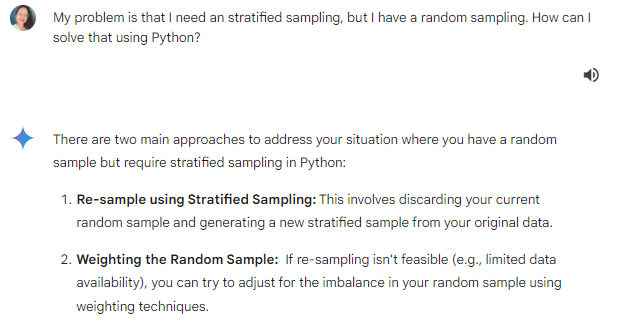 My problem is that I need an stratified sampling, but I have a random sampling. How can I
solve that using Python?
There are two main approaches to address your situation where you have a random
sample but require stratified sampling in Python:
1. Re-sample using Stratified Sampling: This involves discarding your current
random sample and generating a new stratified sample from your original data.
2. Weighting the Random Sample: If re-sampling isn't feasible (e.g., limited data
availability), you can try to adjust for the imbalance in your random sample using
weighting techniques.